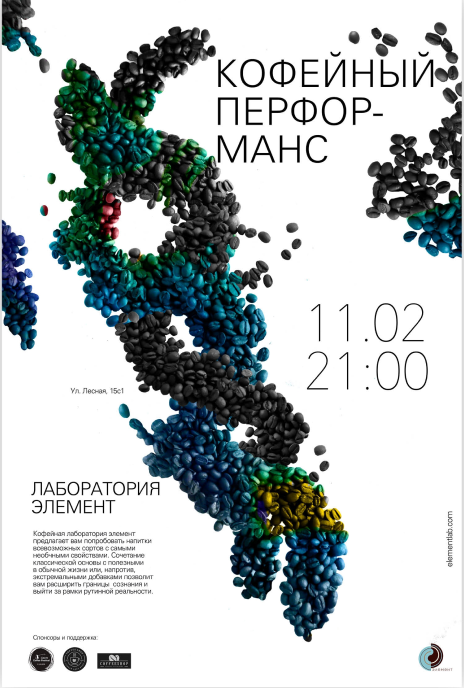 КОФЕЙНЫЙ
ПЕРФОР-
МАНС
11.02
21:00
Ул. Лесная, 15с1
ЛАБОРАТОРИЯ
ЭЛЕМЕНТ
Кофейная лаборатория элемент
предлагает вам попробовать напитки
всевозможных сортов с самыми
необычными свойствами. Сочетание
классической основы с полезными
в обычной жизни или, напротив,
экстремальными добавками позволит
вам расширить границы сознания и
выйти за рамки рутинной реальности.
elementlab.com
Спонсоры и поддержка:
COFFEESHOP
ЭЛЕМЕНТ